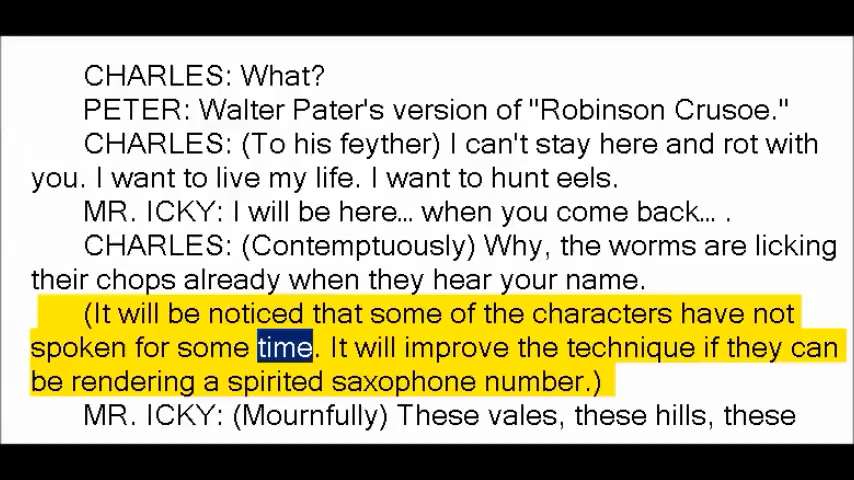 CHARLES: What?
PETER: Walter Pater's version of "Robinson Crusoe."
CHARLES: (To his feyther) I can't stay here and rot with
you. I want to live my life. I want to hunt eels.
MR. ICKY: I will be here… when you come back… .
CHARLES: (Contemptuously) Why, the worms are licking
their chops already when they hear your name.
(It will be noticed that some of the characters have not
spoken for some time. It will improve the technique if they can
be rendering a spirited saxophone number.)
MR. ICKY: (Mournfully) These vales, these hills, these